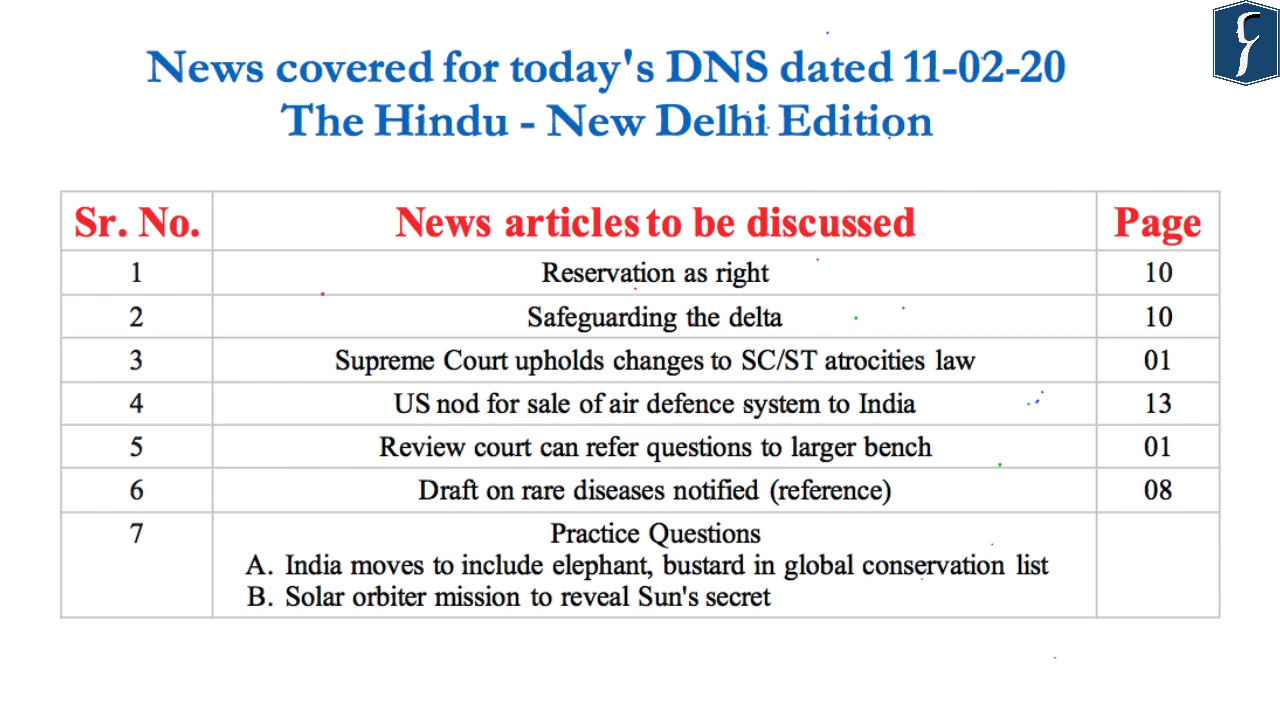 News covered for today's DNS dated 11-02-20
The Hindu - New Delhi Edition
Sr. No. News articles to be discussed Page
1 Reservation as right 10
2 Safeguarding the delta 10
3 Supreme Court upholds changes to SC/ST atrocities law 01
4 US nod for sale of air defence system to India 13
5 Review court can refer questions to larger bench 01
6 Draft on rare diseases notified (reference) 08
7 Practice Questions
A. India moves to include elephant, bustard in global conservation list
B. Solar orbiter mission to reveal Sun's secret